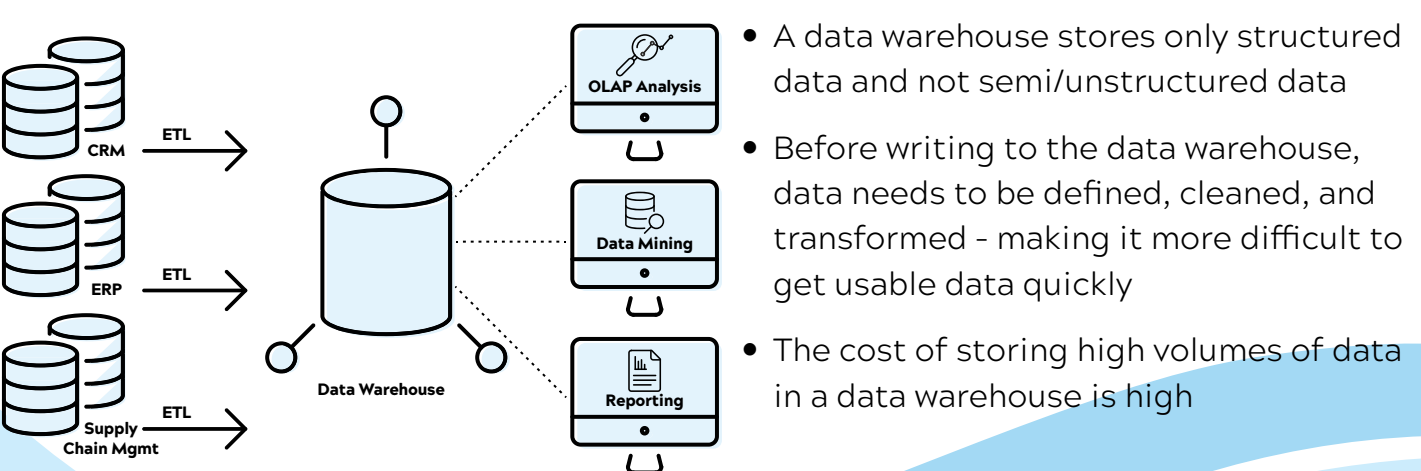 CRM
ETL
ERP
ETL
Supply
Chain Mgmt
ETL
Data Warehouse
OLAP Analysis
Data Mining
Reporting
• A data warehouse stores only structured
data and not semi/unstructured data
• Before writing to the data warehouse,
data needs to be defined, cleaned, and
transformed - making it more difficult to
get usable data quickly
• The cost of storing high volumes of data
in a data warehouse is high